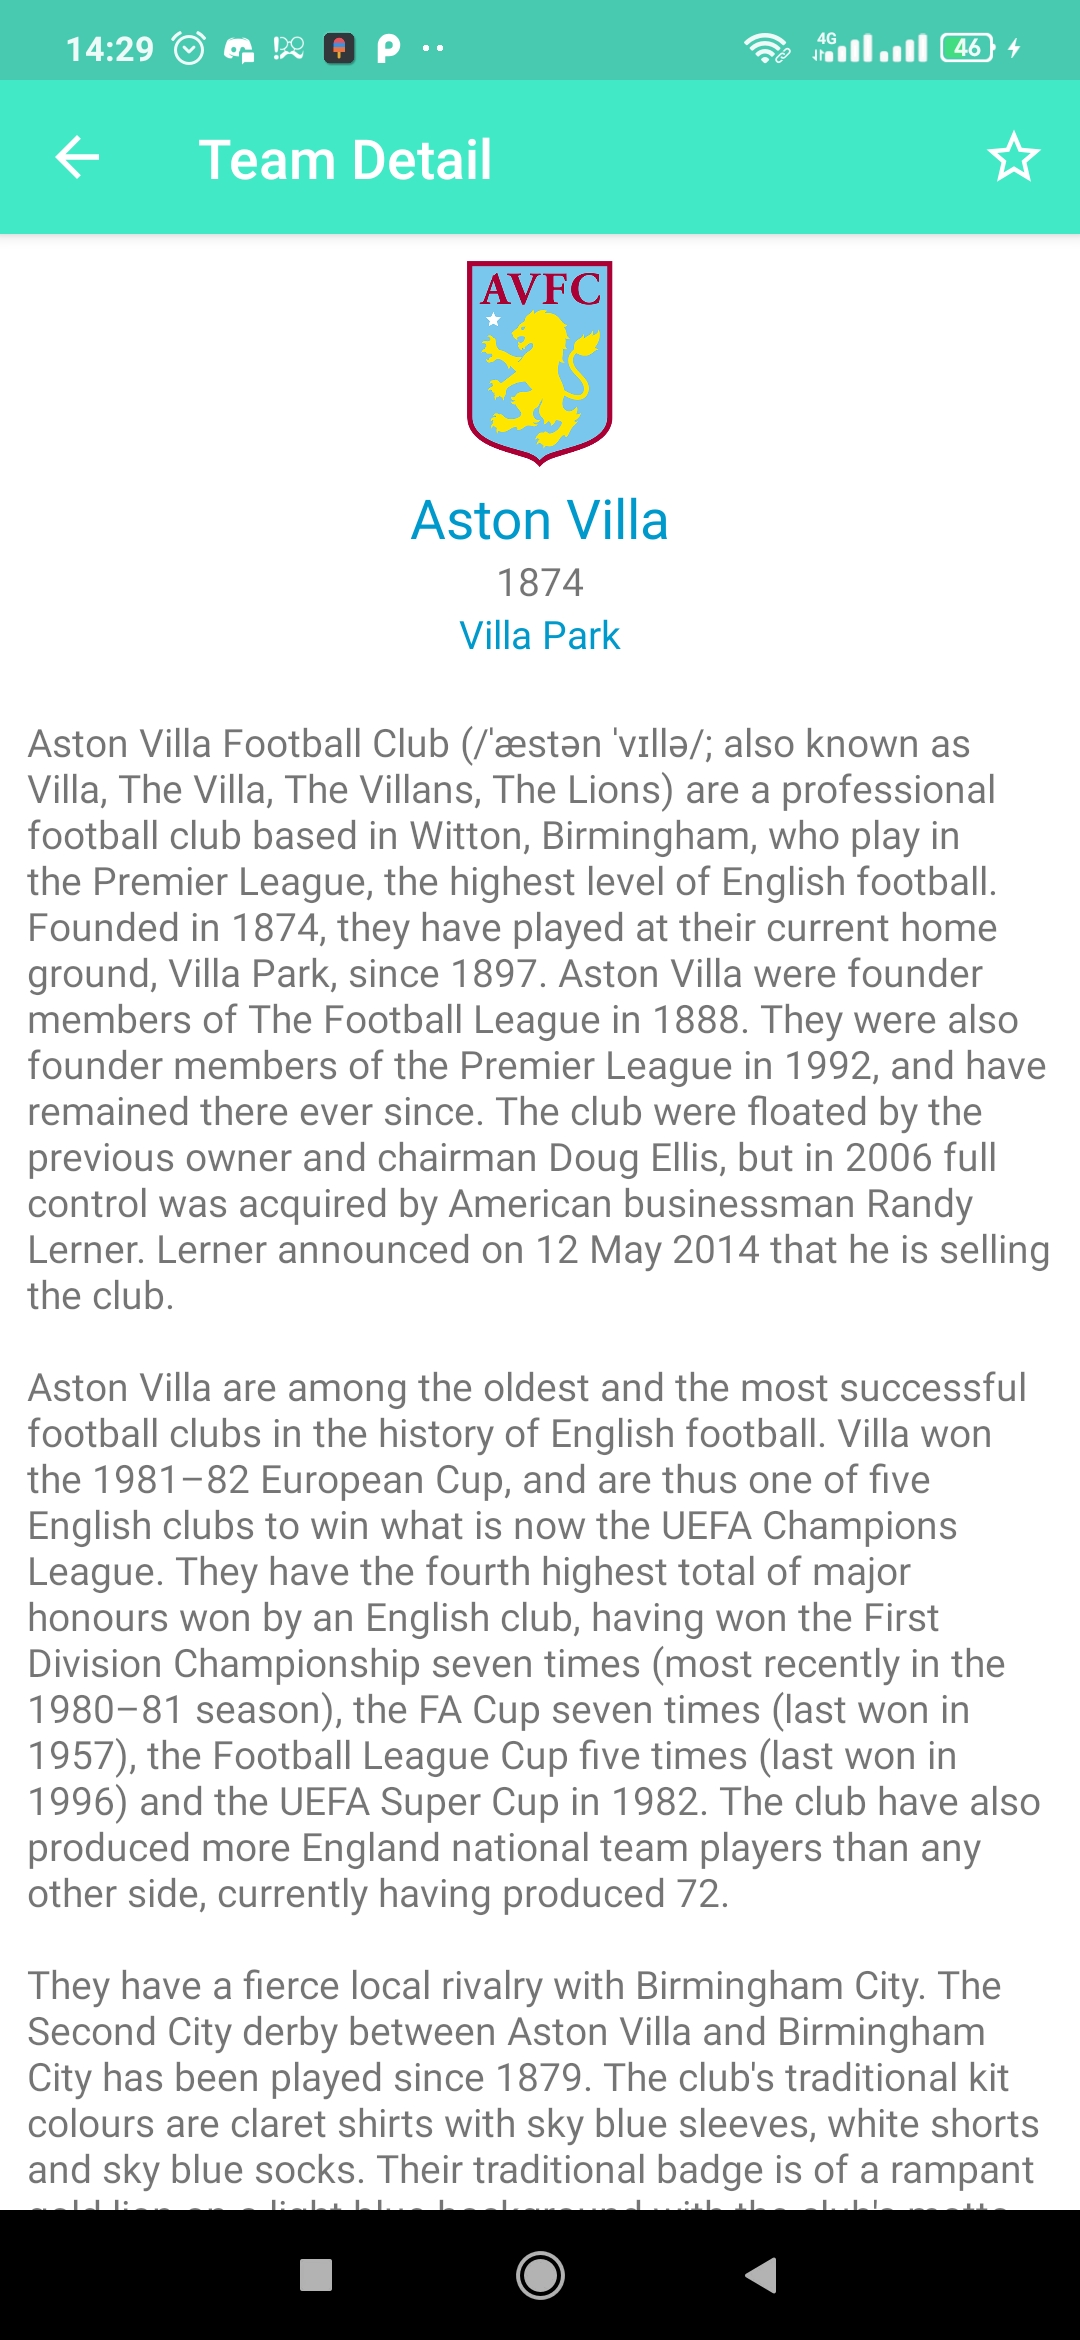 14:29
4G
46
Team Detail
AVFC
Aston Villa
1874
Villa Park
Aston Villa Football Club (/ˈæstən ˈvɪllə/; also known as
Villa, The Villa, The Villans, The Lions) are a professional
football club based in Witton, Birmingham, who play in
the Premier League, the highest level of English football.
Founded in 1874, they have played at their current home
ground, Villa Park, since 1897. Aston Villa were founder
members of The Football League in 1888. They were also
founder members of the Premier League in 1992, and have
remained there ever since. The club were floated by the
previous owner and chairman Doug Ellis, but in 2006 full
control was acquired by American businessman Randy
Lerner. Lerner announced on 12 May 2014 that he is selling
the club.
Aston Villa are among the oldest and the most successful
football clubs in the history of English football. Villa won
the 1981–82 European Cup, and are thus one of five
English clubs to win what is now the UEFA Champions
League. They have the fourth highest total of major
honours won by an English club, having won the First
Division Championship seven times (most recently in the
1980–81 season), the FA Cup seven times (last won in
1957), the Football League Cup five times (last won in
1996) and the UEFA Super Cup in 1982. The club have also
produced more England national team players than any
other side, currently having produced 72.
They have a fierce local rivalry with Birmingham City. The
Second City derby between Aston Villa and Birmingham
City has been played since 1879. The club's traditional kit
colours are claret shirts with sky blue sleeves, white shorts
and sky blue socks. Their traditional badge is of a rampant